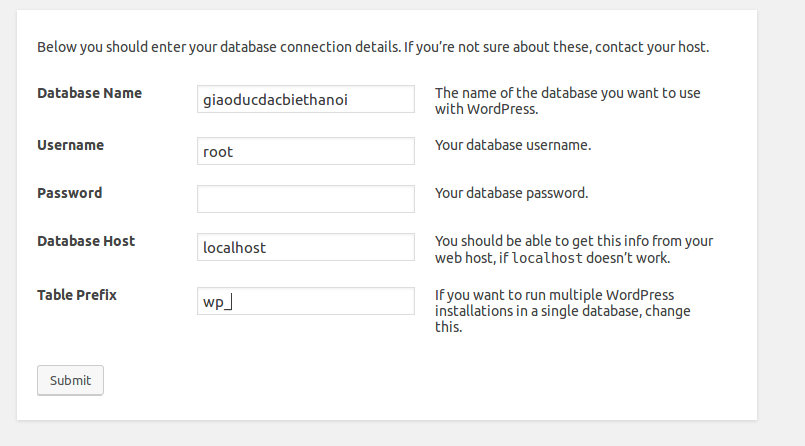 Below you should enter your database connection details. If you’re not sure about these, contact your host.
Database Name
giaoducdacbiethanoi
The name of the database you want to use
with WordPress.
Username
root
Your database username.
Password
Your database password.
Database Host
localhost
You should be able to get this info from your
web host, if localhost doesn’t work.
Table Prefix
wp_
If you want to run multiple WordPress
installations in a single database, change
this.
Submit